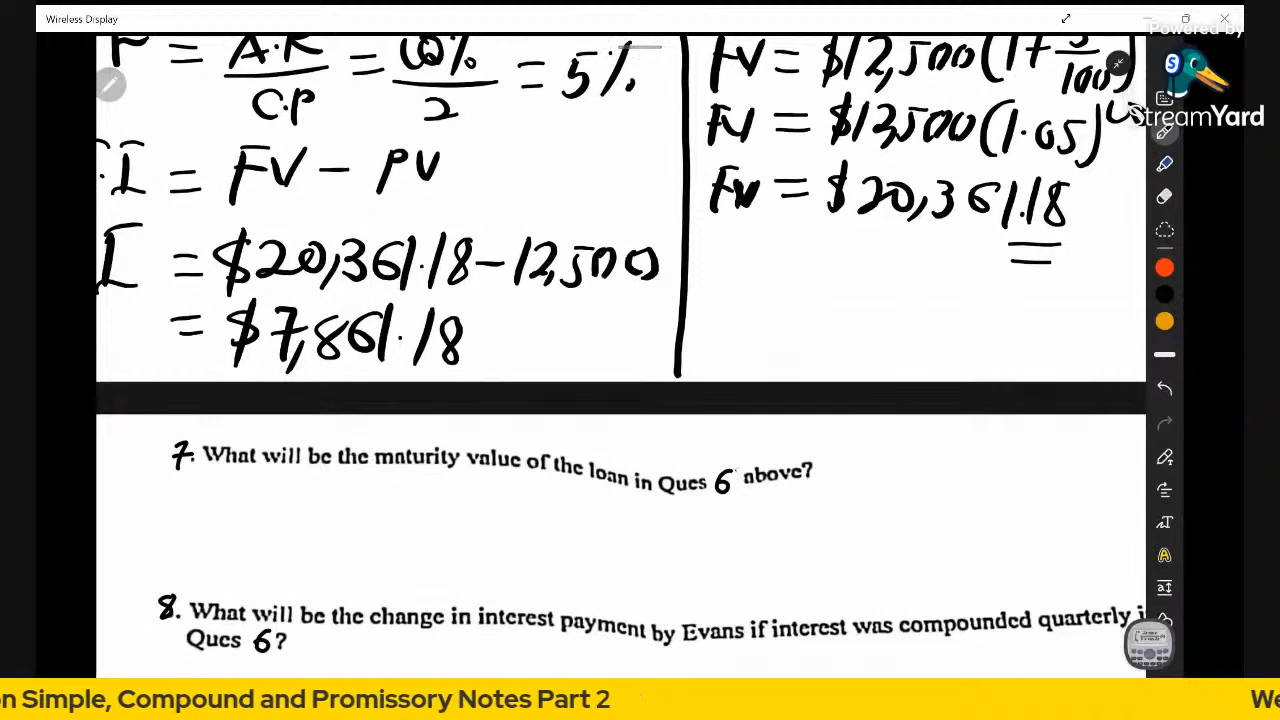 Wireless Display
Powered by
StreamYard
= A.R/C.P = 10%/2 = 5%
.I = FV - PV
I = $20,361.18-12,500
= $7,861.18
FV = $12,500(1+5/100)
FV = $12,500(1.05)
FV = $20,361.18
7. What will be the maturity value of the loan in Ques 6 above?
8. What will be the change in interest payment by Evans if interest was compounded quarterly
Ques 6?
on Simple, Compound and Promissory Notes Part 2
We